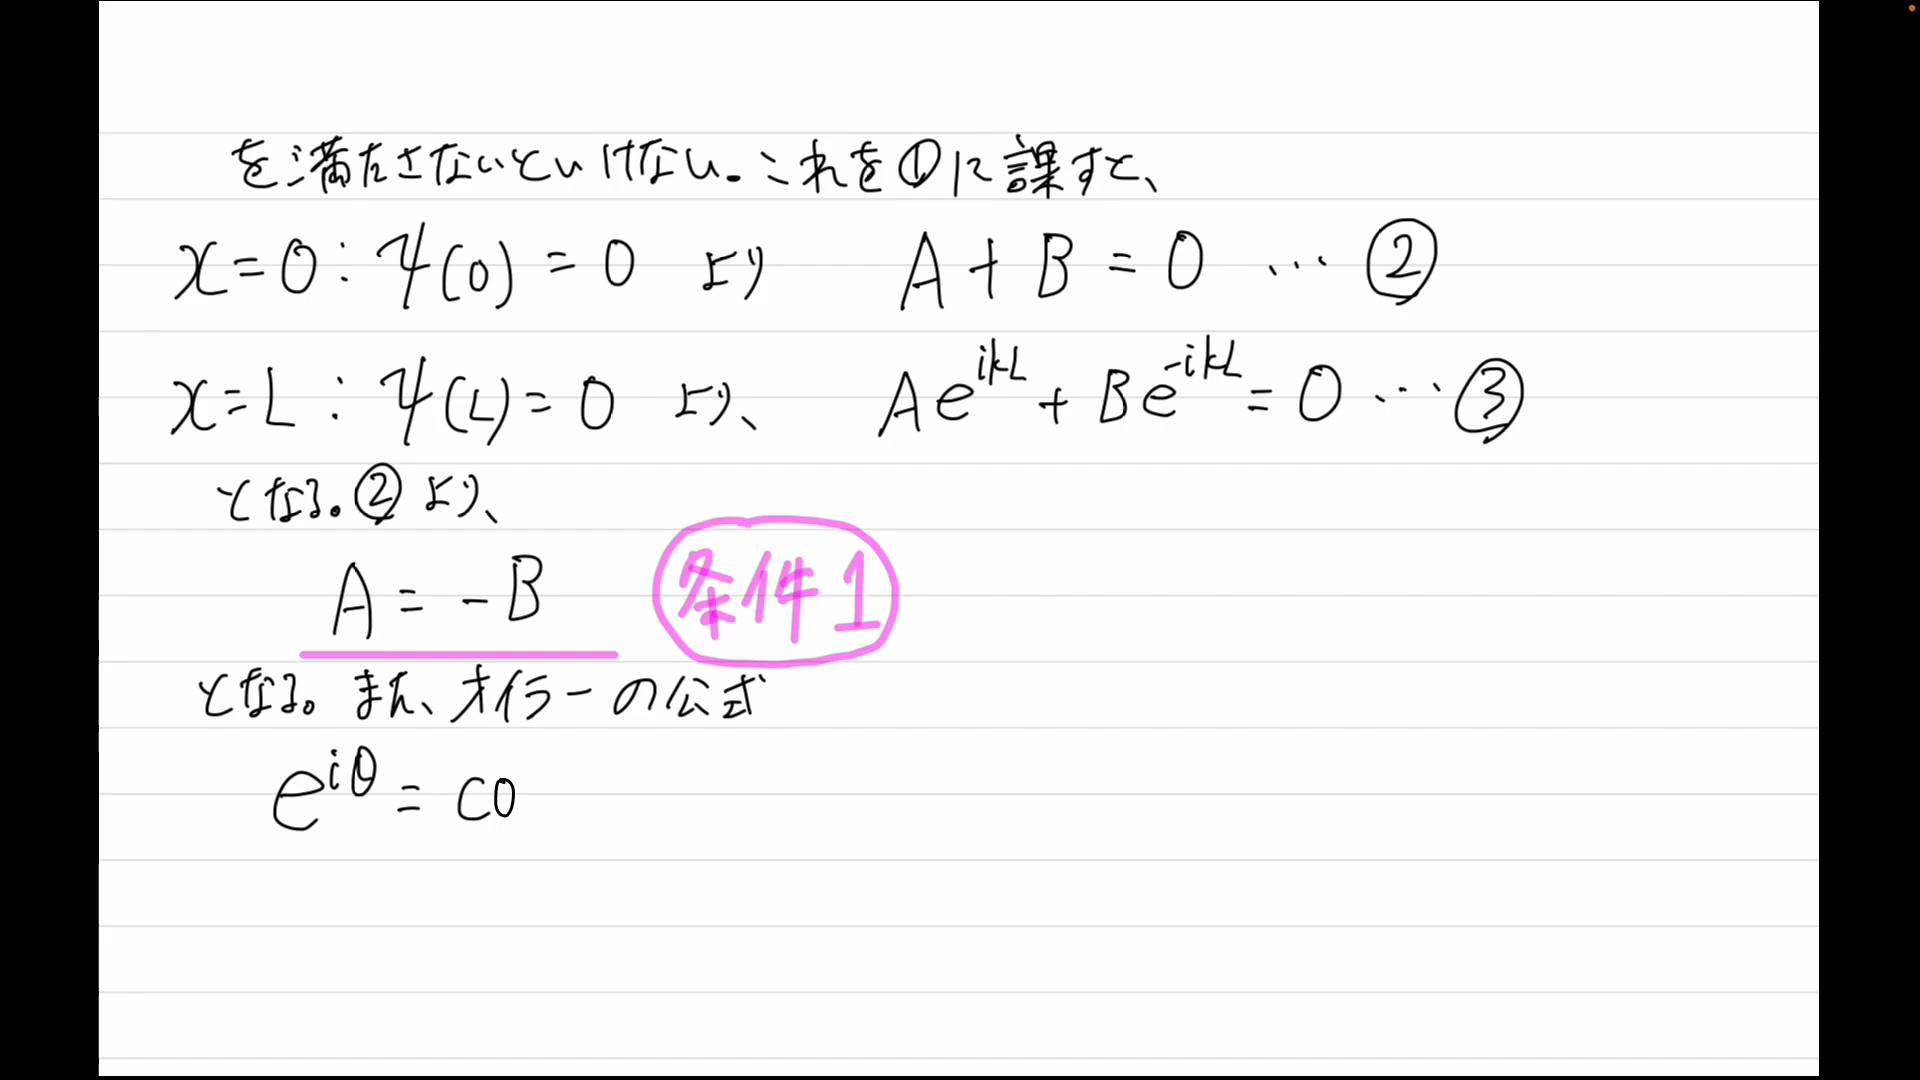 を満たさないといけない.これを①に課すと、
x=0:ψ(0)=0 より A+B=0 … ②
x=L:ψ(L)=0 より、 Ae^{ikL}+Be^{-ikL}=0 … ③
となる。②より、
A=-B 条件1
となる。また、オイラーの公式
e^{iθ}=co